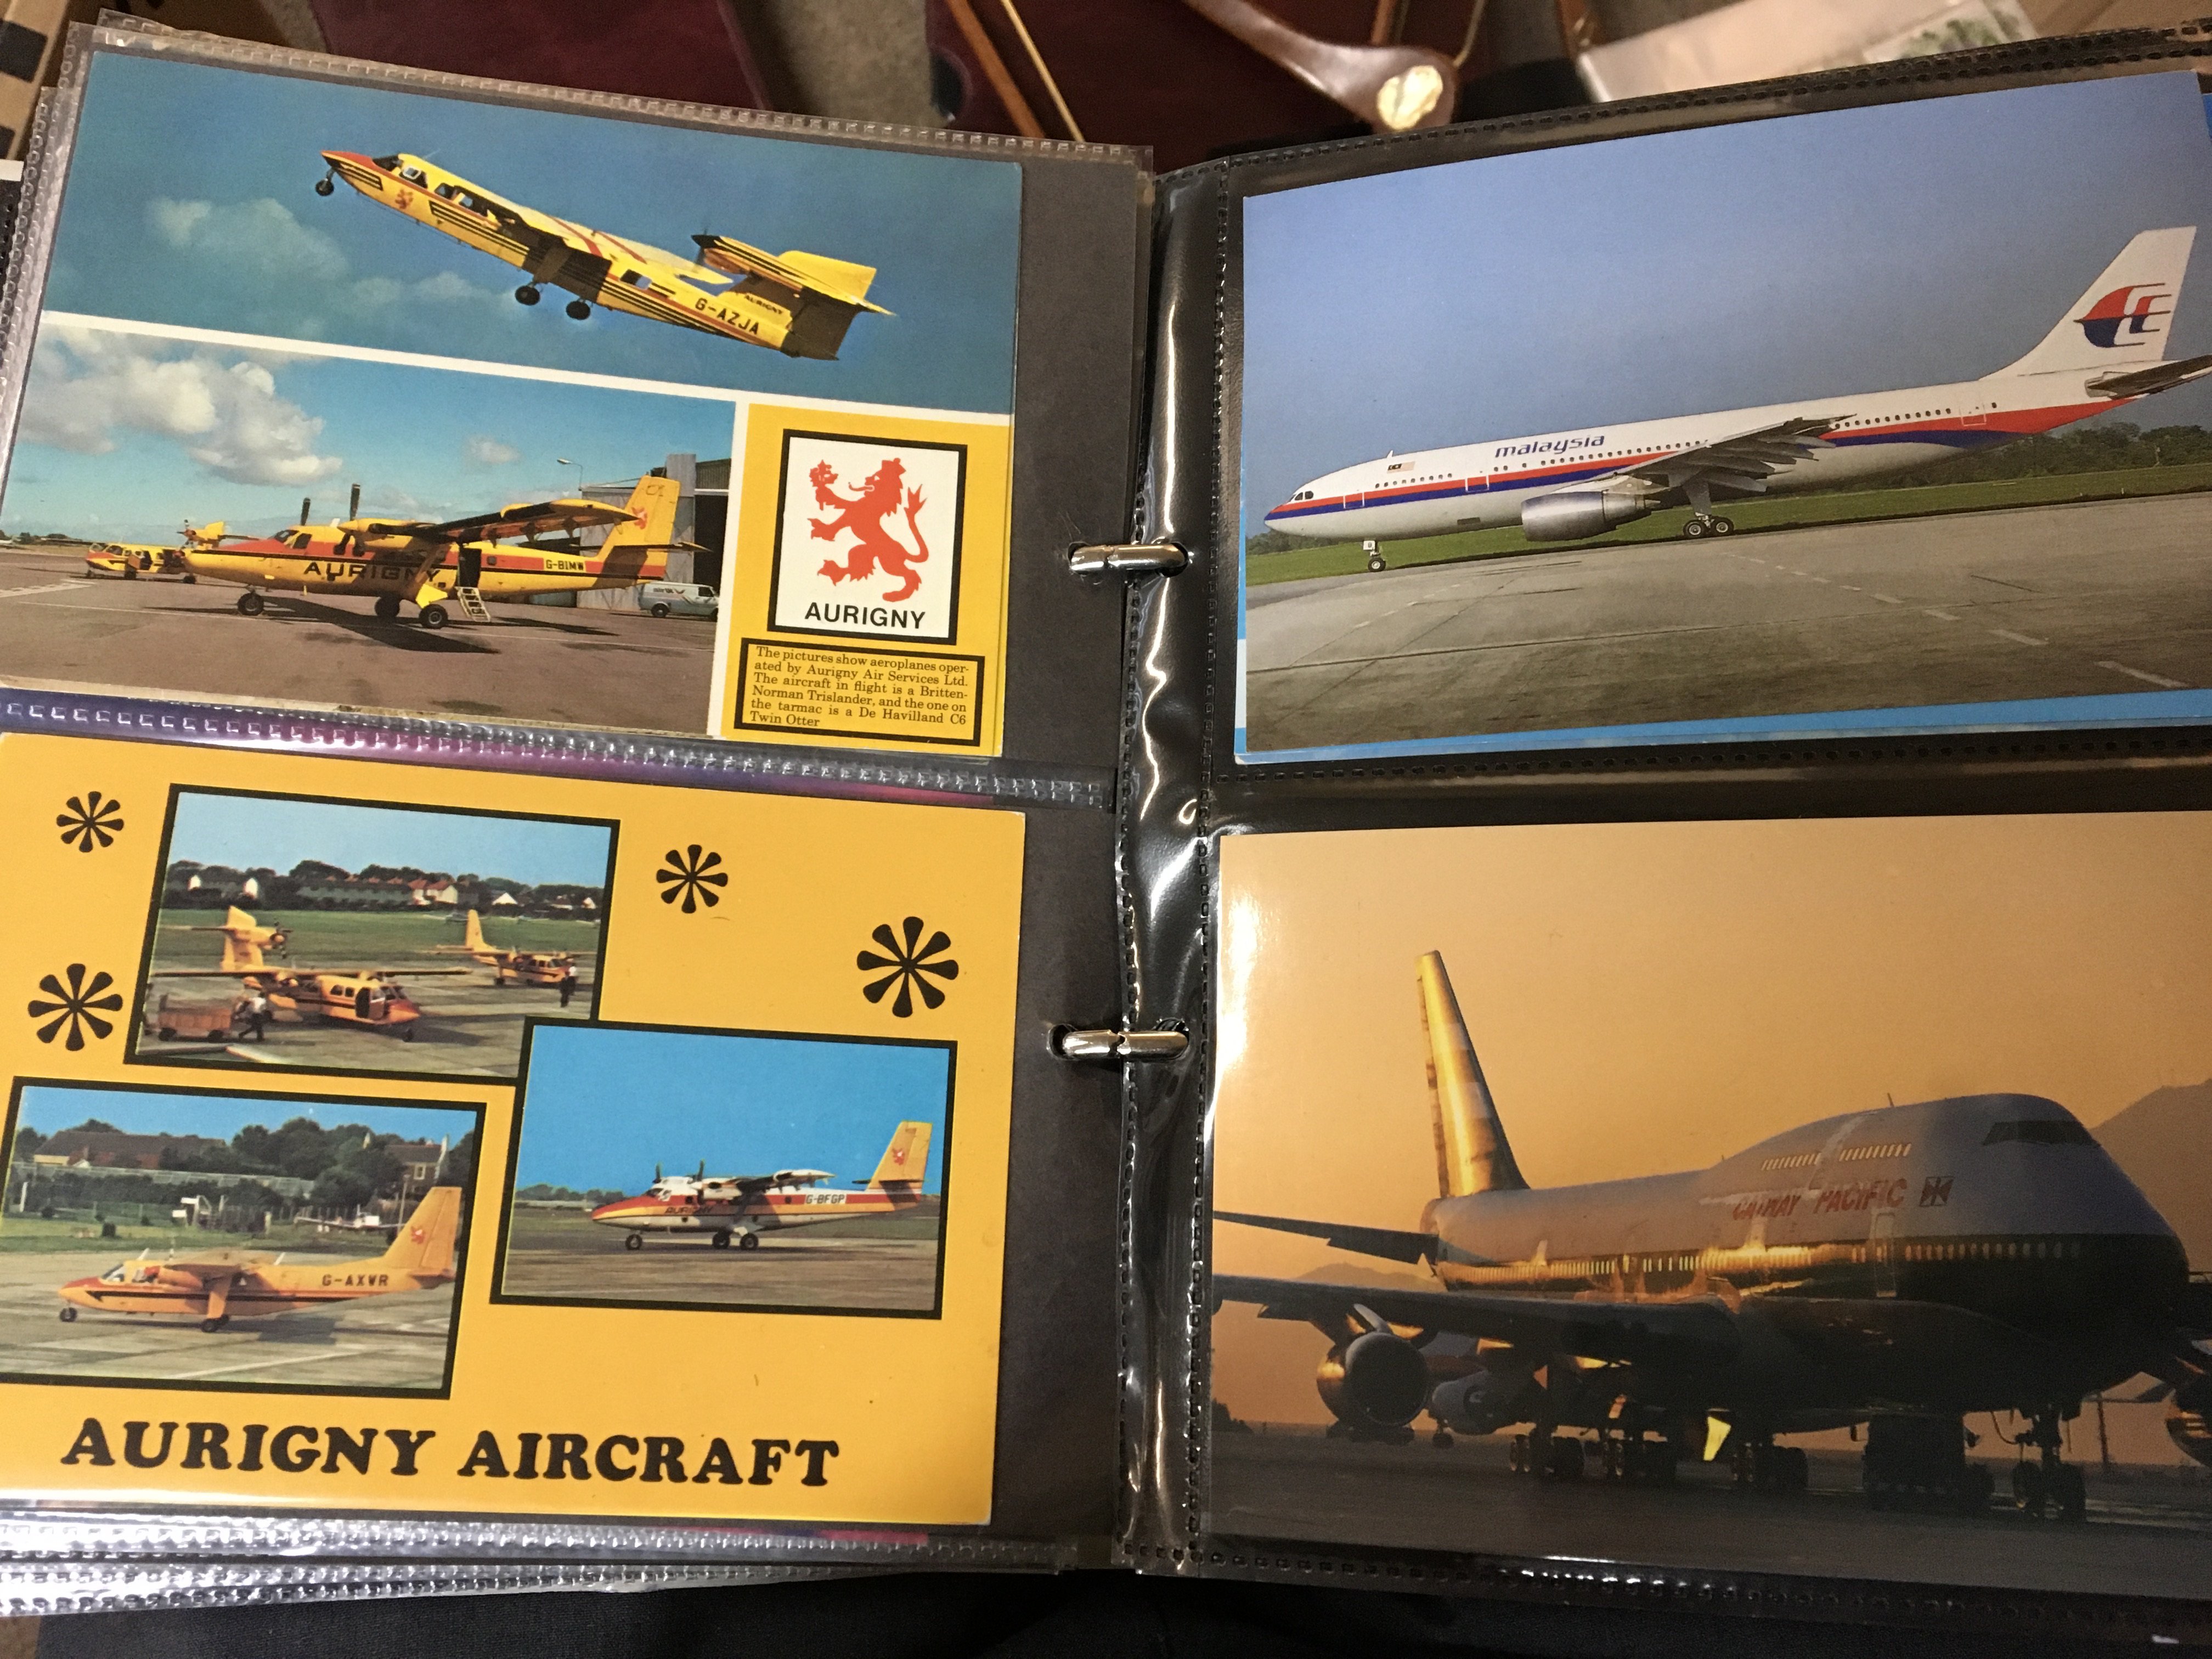 AURIGNY
G-AZJA
AURIGNY
G-BIMW
AURIGNY
The pictures show aeroplanes oper-
ated by Aurigny Air Services Ltd.
The aircraft in flight is a Britten-
Norman Trislander, and the one on
the tarmac is a De Havilland C6
Twin Otter
malaysia
AURIGNY
G-BFGP
G-AXWR
AURIGNY AIRCRAFT
CATHAY PACIFIC